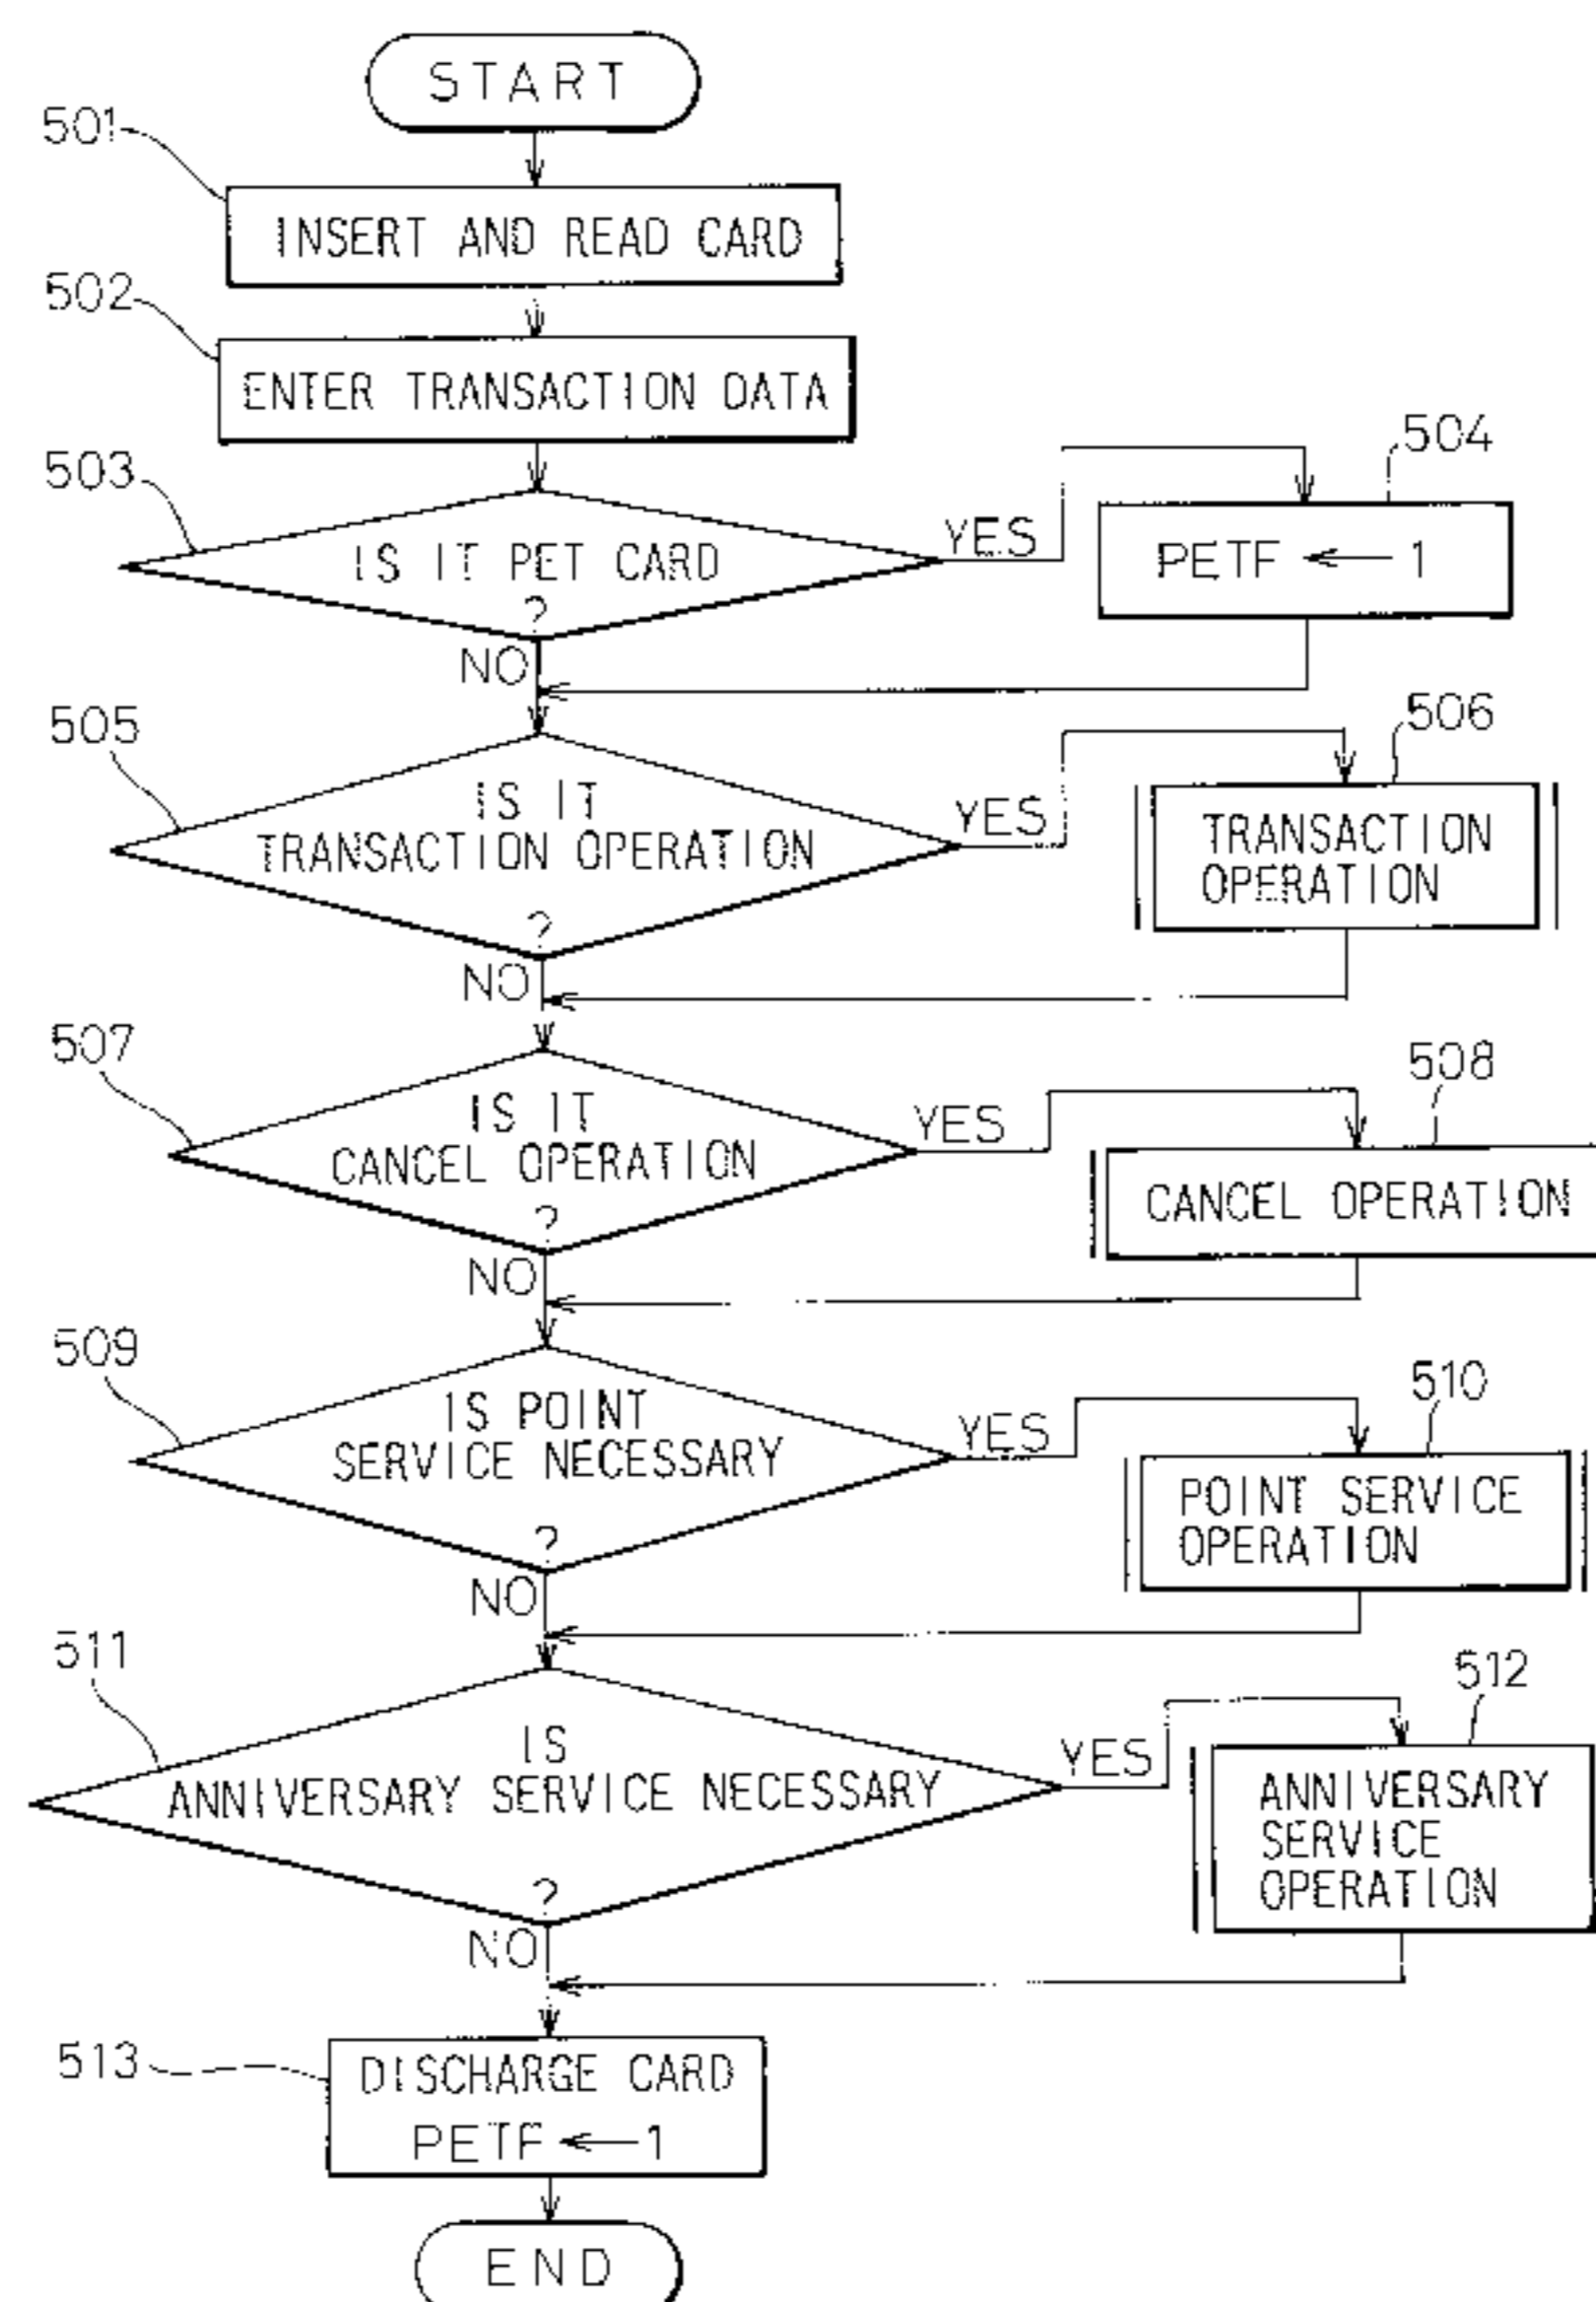 START
501
INSERT AND READ CARD
502
ENTER TRANSACTION DATA
503
IS IT PET CARD
?
YES
NO
504
PETF ← 1
505
IS IT
TRANSACTION OPERATION
?
YES
NO
506
TRANSACTION
OPERATION
507
IS IT
CANCEL OPERATION
?
YES
NO
508
CANCEL OPERATION
509
IS POINT
SERVICE NECESSARY
?
YES
NO
510
POINT SERVICE
OPERATION
511
IS
ANNIVERSARY SERVICE NECESSARY
?
YES
NO
512
ANNIVERSARY
SERVICE
OPERATION
513
DISCHARGE CARD
PETF ← 1
END